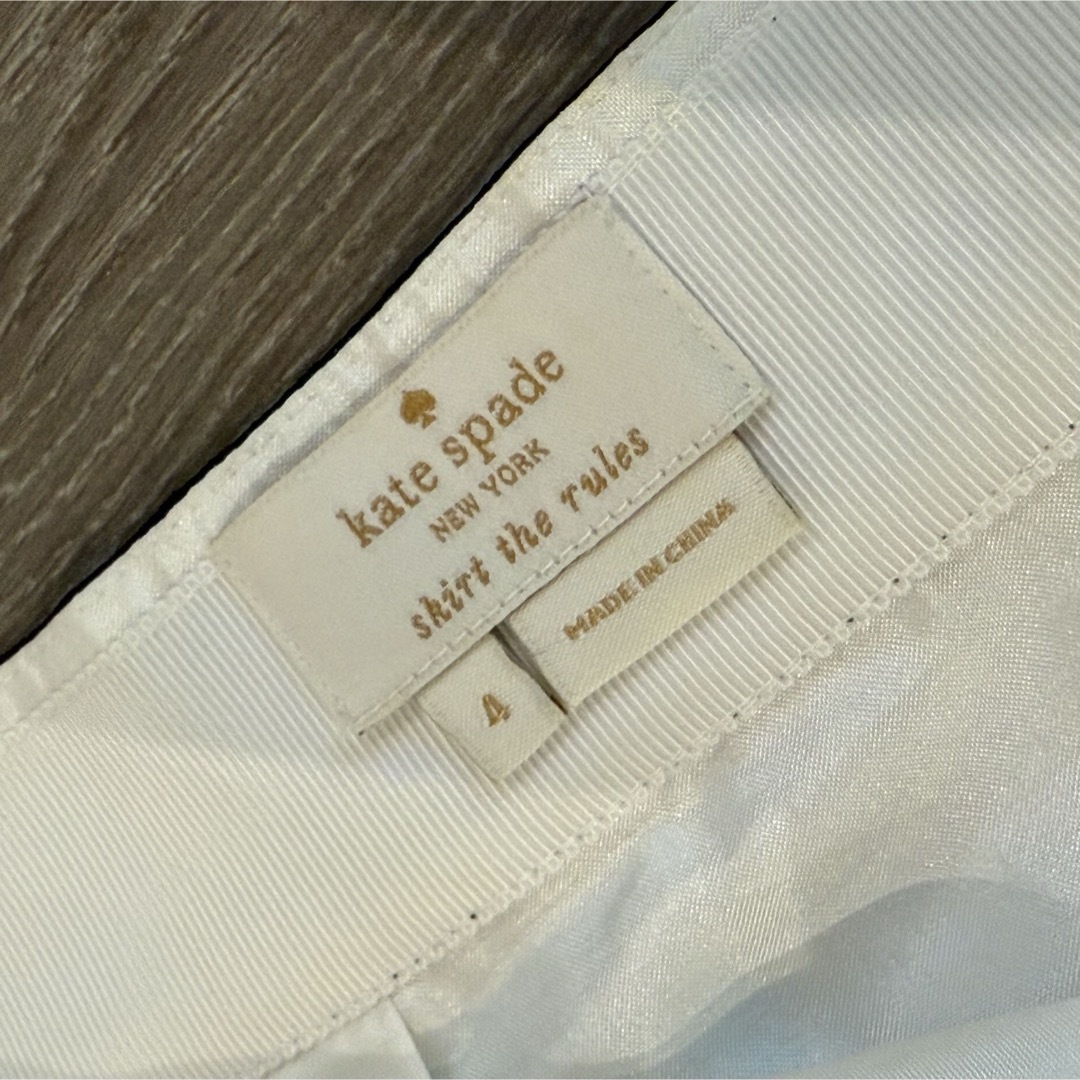 kate spade
NEW YORK
skirt the rules
MADE IN CHINA
4